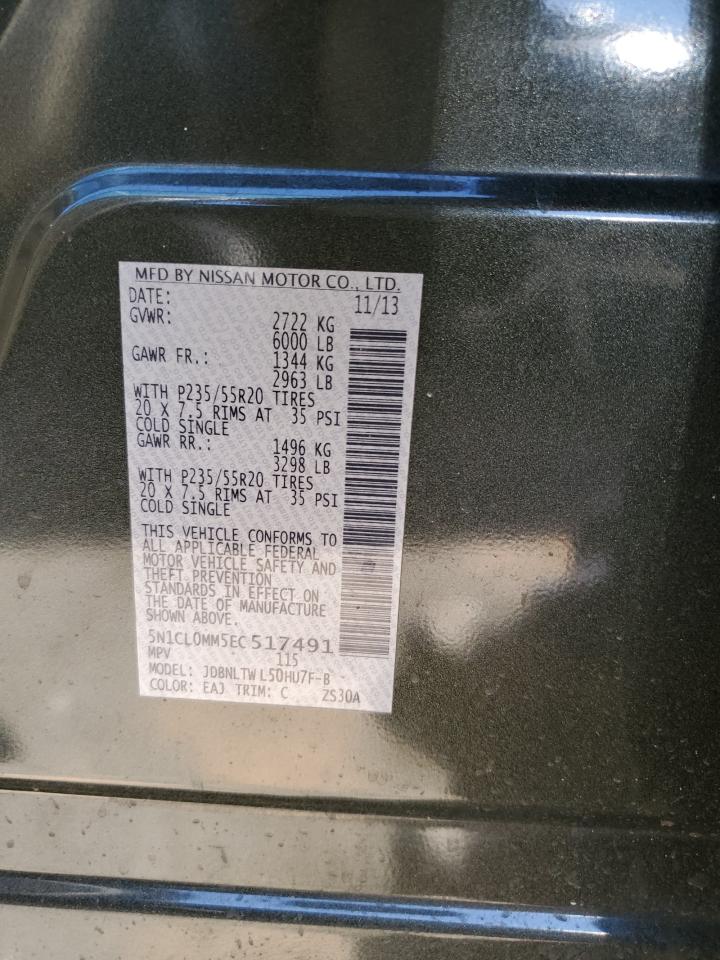 MFD BY NISSAN MOTOR CO., LTD.
DATE: 11/13
GVWR: 2722 KG
6000 LB
GAWR FR.: 1344 KG
2963 LB
WITH P235/55R20 TIRES
20 X 7.5 RIMS AT 35 PSI
COLD SINGLE
GAWR RR.: 1496 KG
3298 LB
WITH P235/55R20 TIRES
20 X 7.5 RIMS AT 35 PSI
COLD SINGLE
THIS VEHICLE CONFORMS TO
ALL APPLICABLE FEDERAL
MOTOR VEHICLE SAFETY AND
THEFT PREVENTION
STANDARDS IN EFFECT ON
THE DATE OF MANUFACTURE
SHOWN ABOVE.
5N1CL0MM5EC517491
MPV 115
MODEL: JDBNLTW L50HU7F-B
COLOR: EAJ TRIM: C ZS30A